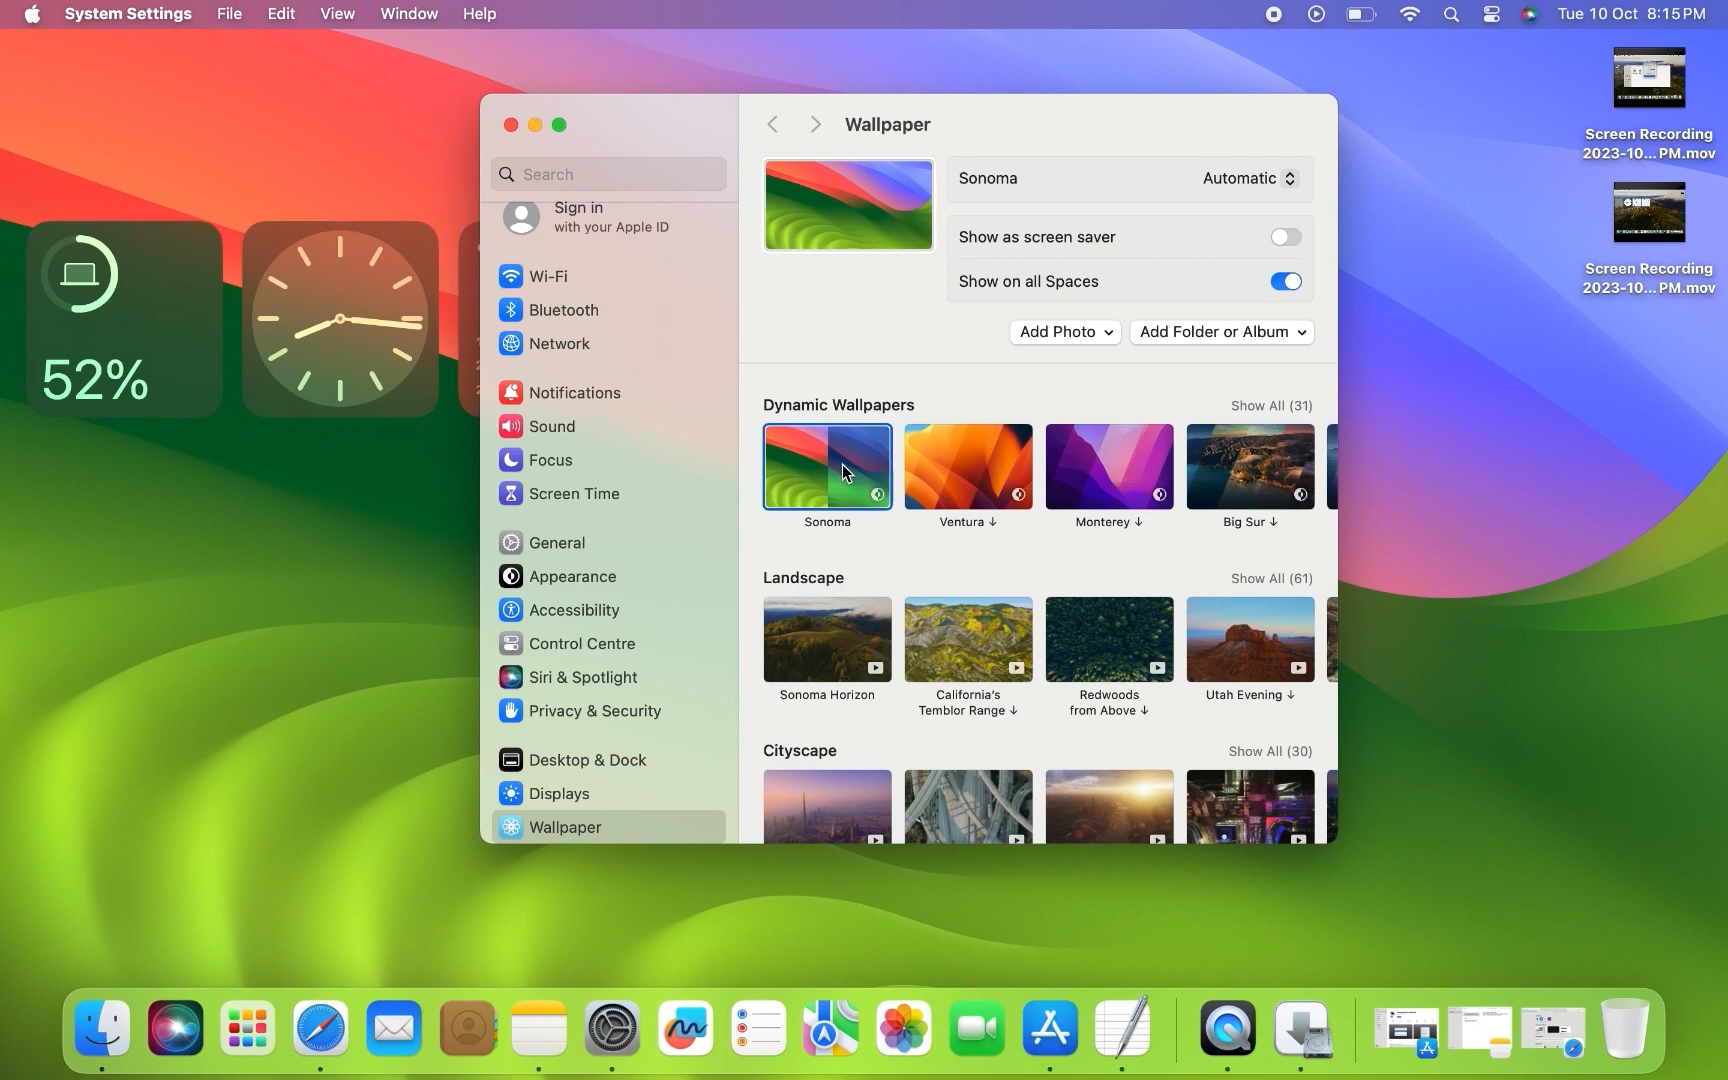 System Settings File Edit View Window Help Tue 10 Oct 8:15 PM
Screen Recording
2023-10...PM.mov
Screen Recording
2023-10...PM.mov
52%
Search
Sign in
with your Apple ID
Wi-Fi
Bluetooth
Network
Notifications
Sound
Focus
Screen Time
General
Appearance
Accessibility
Control Centre
Siri & Spotlight
Privacy & Security
Desktop & Dock
Displays
Wallpaper
Wallpaper
Sonoma Automatic
Show as screen saver
Show on all Spaces
Add Photo Add Folder or Album
Dynamic Wallpapers Show All (31)
Sonoma Ventura ↓ Monterey ↓ Big Sur ↓
Landscape Show All (61)
Sonoma Horizon California's Redwoods Utah Evening ↓
Temblor Range ↓ from Above ↓
Cityscape Show All (30)